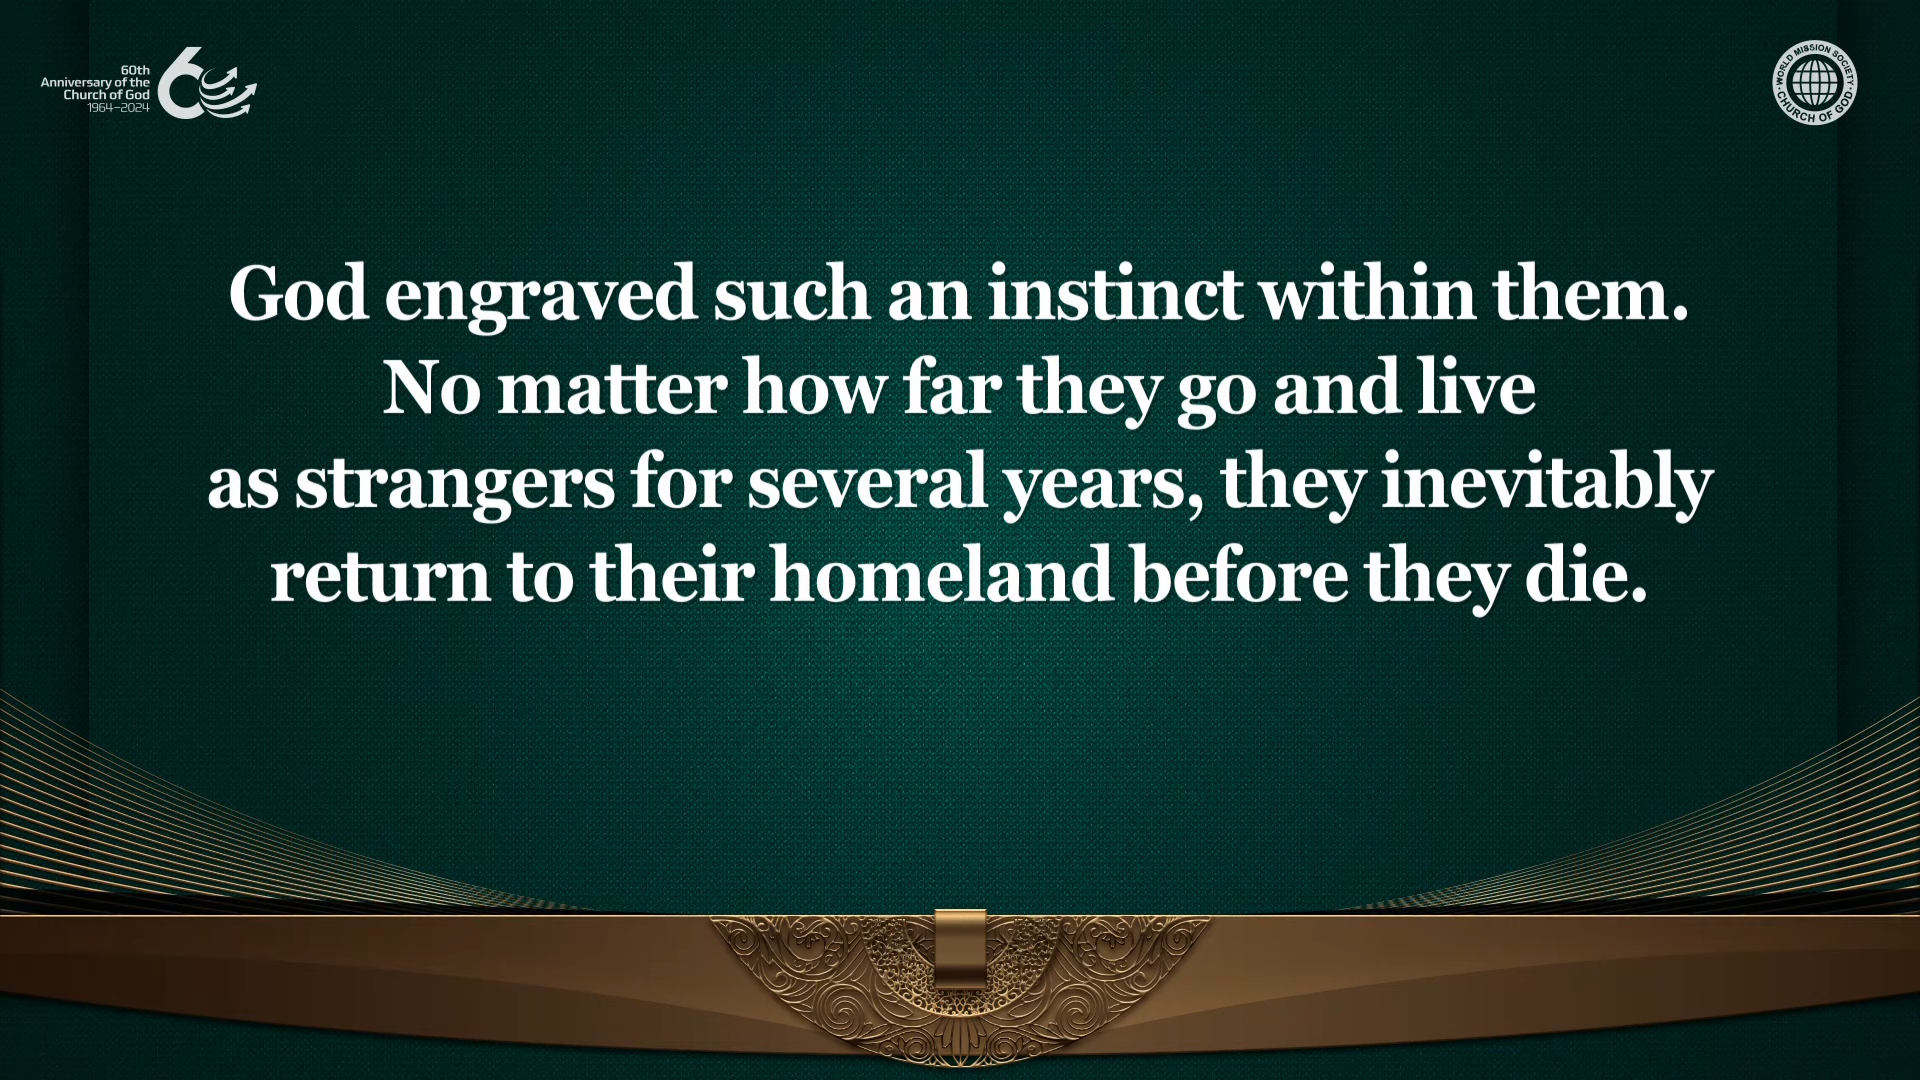 60th
Anniversary of the
Church of God
1964–2024
60
WORLD MISSION SOCIETY
CHURCH OF GOD
God engraved such an instinct within them.
No matter how far they go and live
as strangers for several years, they inevitably
return to their homeland before they die.